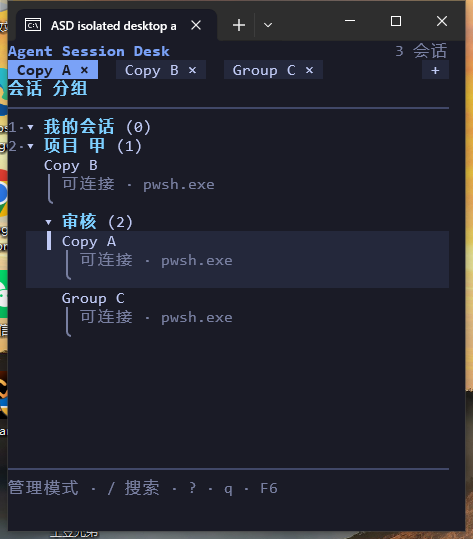 ASD isolated desktop a
Agent Session Desk 3 会话
Copy A × Copy B × Group C × +
会话 分组
1·▾ 我的会话 (0)
2·▾ 项目 甲 (1)
Copy B
可连接 · pwsh.exe
▾ 审核 (2)
Copy A
可连接 · pwsh.exe
Group C
可连接 · pwsh.exe
管理模式 · / 搜索 · ? · q · F6